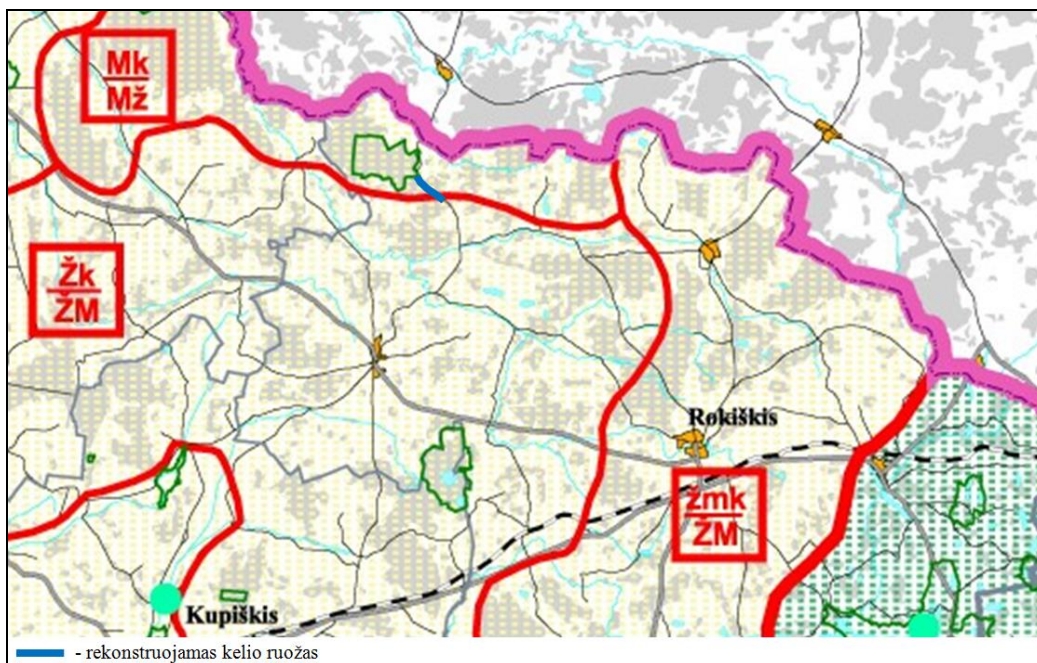 Mk
Mž
Žk
ŽM
Rokiškis
žmk
ŽM
Kupiškis
- rekonstruojamas kelio ruožas